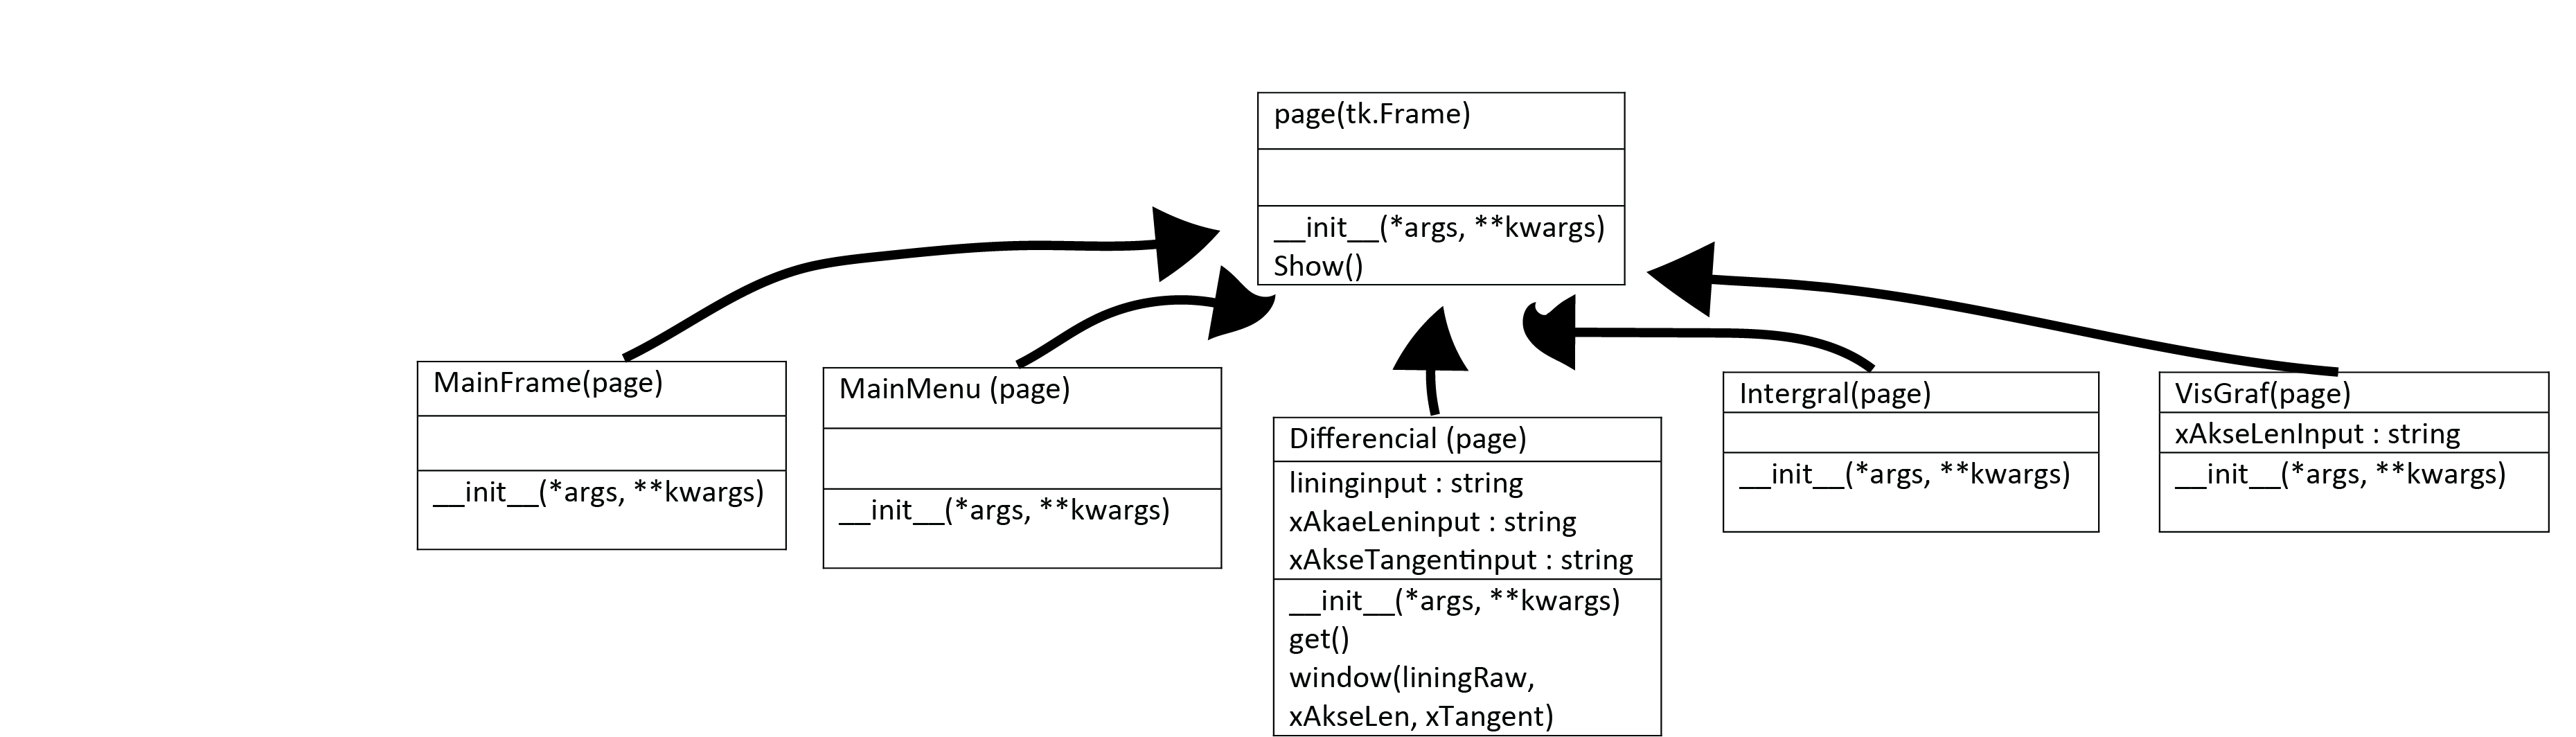 page(tk.Frame)
__init__(*args, **kwargs)
Show()
MainFrame(page)
__init__(*args, **kwargs)
MainMenu (page)
__init__(*args, **kwargs)
Differencial (page)
lininginput : string
xAkaeLeninput : string
xAkseTangentinput : string
__init__(*args, **kwargs)
get()
window(liningRaw,
xAkseLen, xTangent)
Intergral(page)
__init__(*args, **kwargs)
VisGraf(page)
xAkseLenInput : string
__init__(*args, **kwargs)